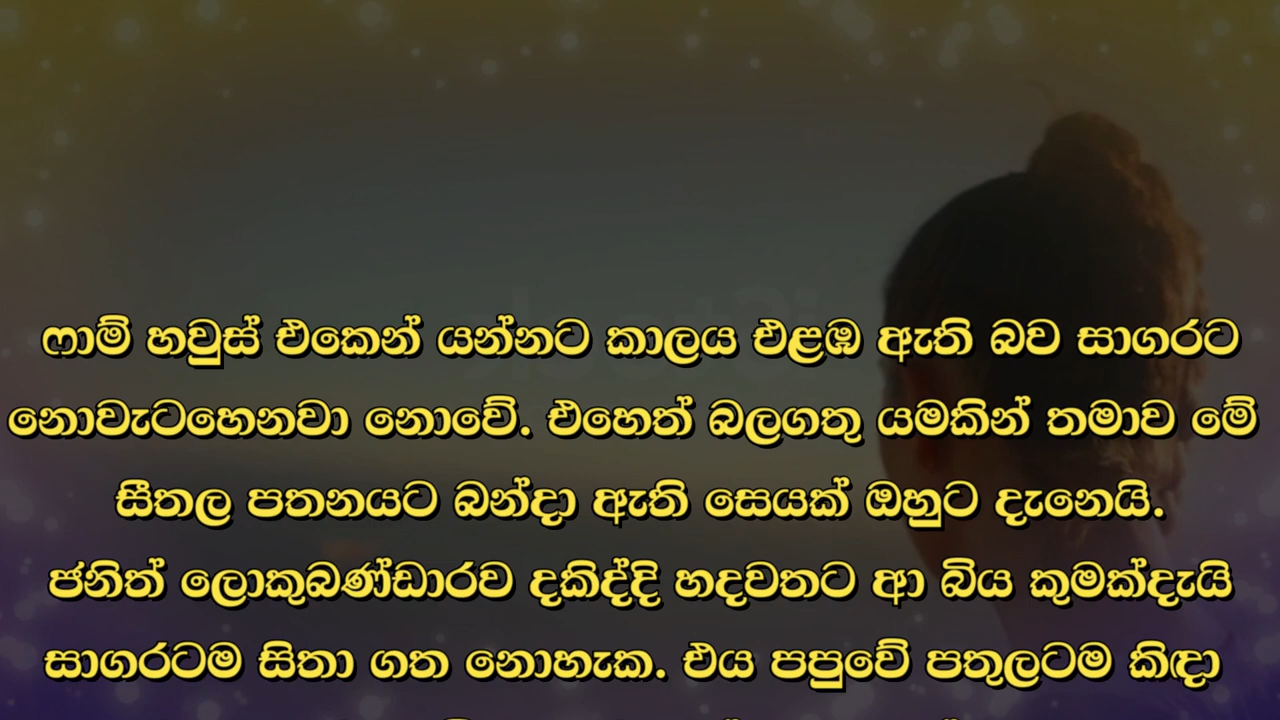 ෆාම් හවුස් එකෙන් යන්නට කාලය එළඹ ඇති බව සාගරට
නොවැටහෙනවා නොවේ. එහෙත් බලගතු යමකින් තමාව මේ
සීතල පතනයට බන්දා ඇති සෙයක් ඔහුට දැනෙයි.
ජනිත් ලොකුබණ්ඩාරව දකිද්දි හදවතට ආ බිය කුමක්දැයි
සාගරටම සිතා ගත නොහැක. එය පපුවේ පතුලටම කිඳා